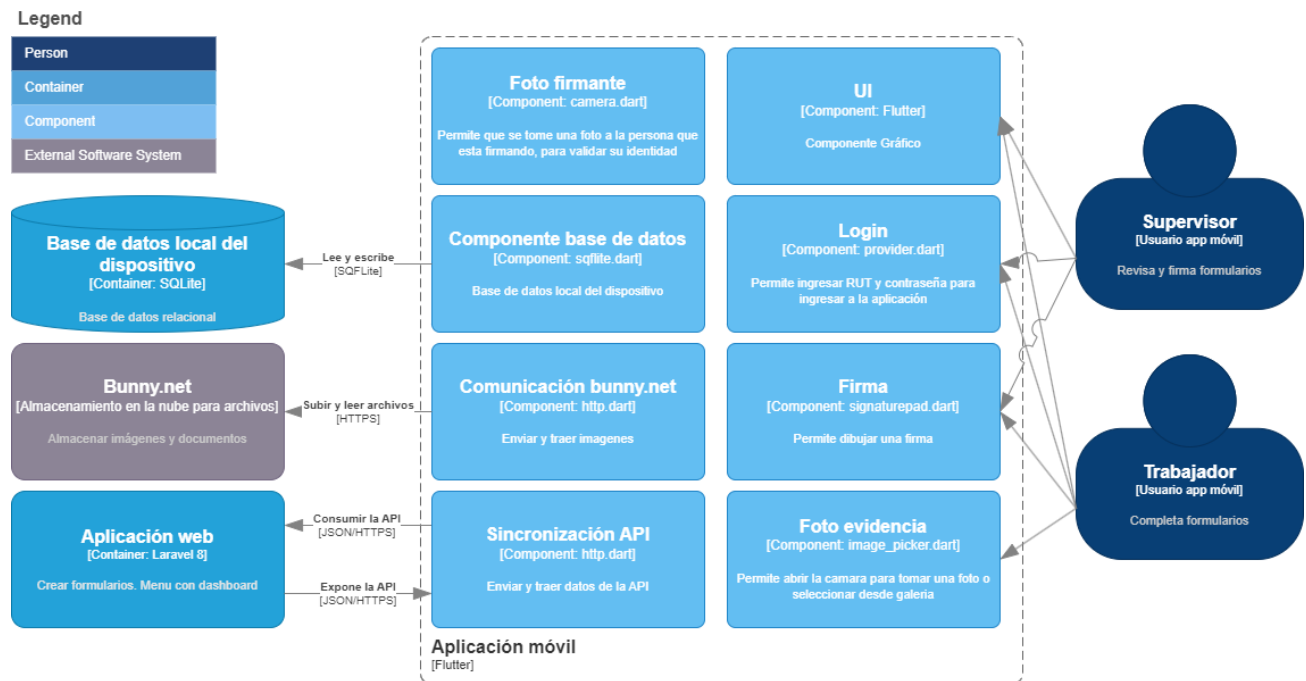 Legend
Person
Container
Component
External Software System
Base de datos local del
dispositivo
[Container: SQLite]
Base de datos relacional
Bunny.net
[Almacenamiento en la nube para archivos]
Almacenar imágenes y documentos
Aplicación web
[Container: Laravel 8]
Crear formularios. Menu con dashboard
Lee y escribe
[SQFLite]
Subir y leer archivos
[HTTPS]
Consumir la API
[JSON/HTTPS]
Expone la API
[JSON/HTTPS]
Foto firmante
[Component: camera.dart]
Permite que se tome una foto a la persona que
esta firmando, para validar su identidad
Componente base de datos
[Component: sqflite.dart]
Base de datos local del dispositivo
Comunicación bunny.net
[Component: http.dart]
Enviar y traer imagenes
Sincronización API
[Component: http.dart]
Enviar y traer datos de la API
UI
[Component: Flutter]
Componente Gráfico
Login
[Component: provider.dart]
Permite ingresar RUT y contraseña para
ingresar a la aplicación
Firma
[Component: signaturepad.dart]
Permite dibujar una firma
Foto evidencia
[Component: image_picker.dart]
Permite abrir la camara para tomar una foto o
seleccionar desde galeria
Aplicación móvil
[Flutter]
Supervisor
[Usuario app móvil]
Revisa y firma formularios
Trabajador
[Usuario app móvil]
Completa formularios